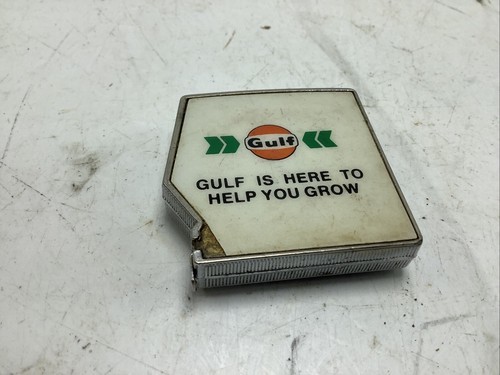 Gulf
GULF IS HERE TO
HELP YOU GROW